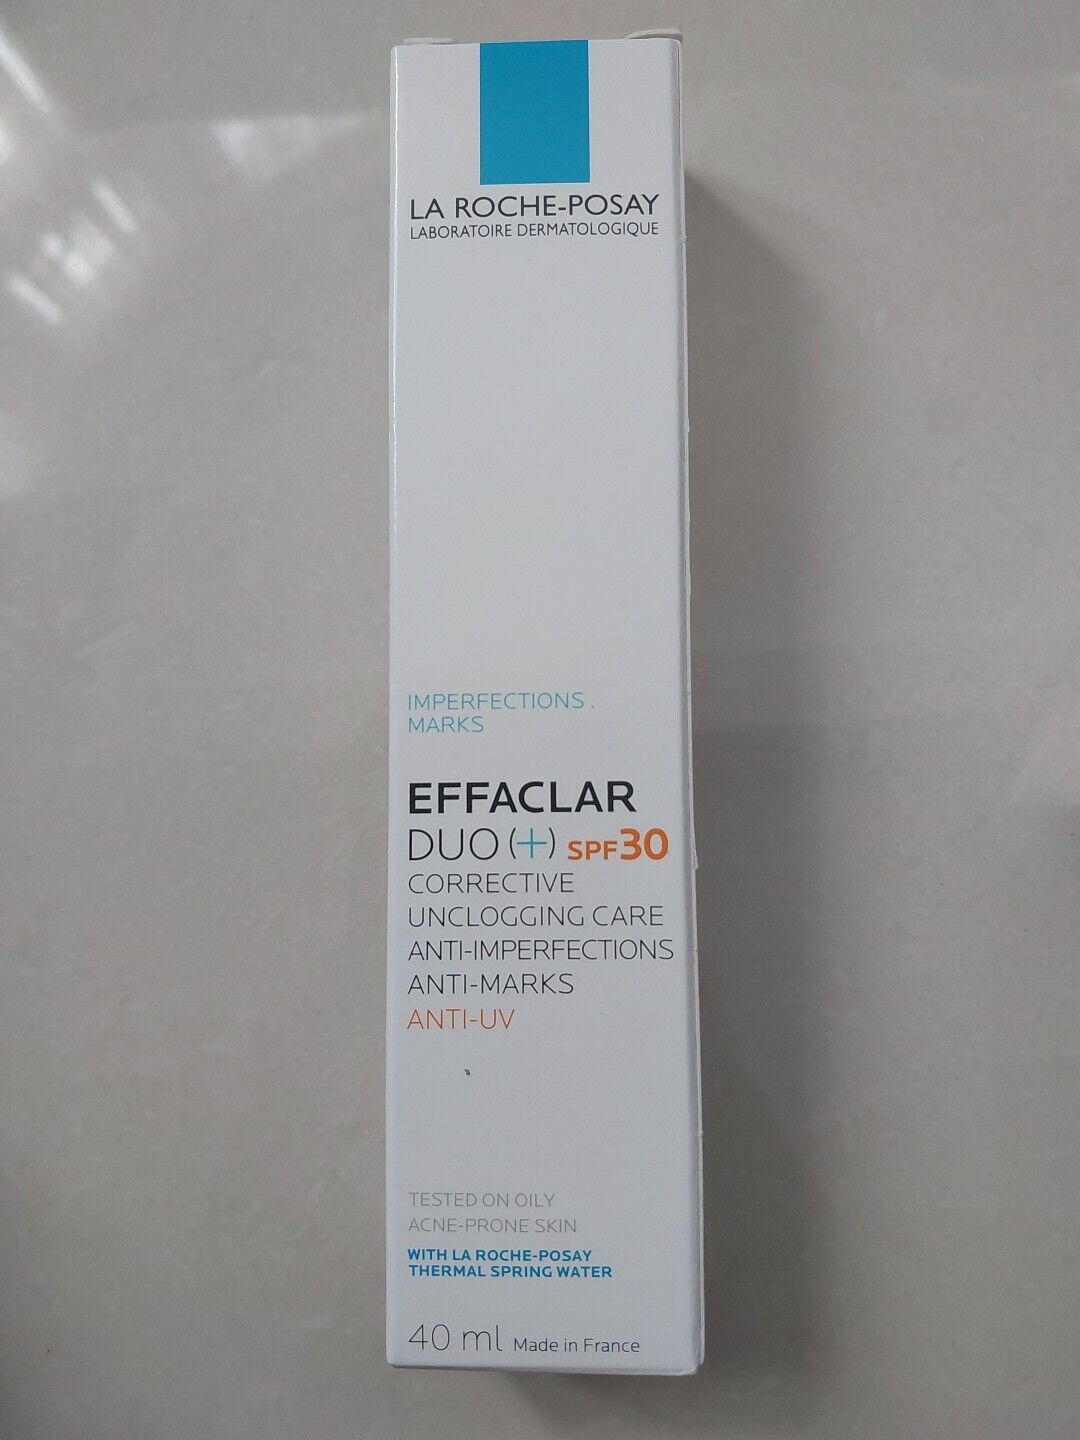 LA ROCHE-POSAY
LABORATOIRE DERMATOLOGIQUE
IMPERFECTIONS.
MARKS
EFFACLAR
DUO (+) SPF30
CORRECTIVE
UNCLOGGING CARE
ANTI-IMPERFECTIONS
ANTI-MARKS
ANTI-UV
TESTED ON OILY
ACNE-PRONE SKIN
WITH LA ROCHE-POSAY
THERMAL SPRING WATER
40 ml Made in France